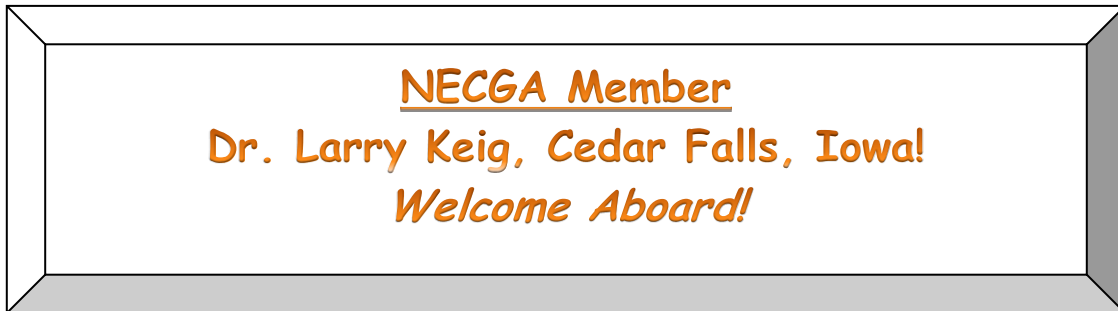 NECGA Member
Dr. Larry Keig, Cedar Falls, Iowa!
Welcome Aboard!